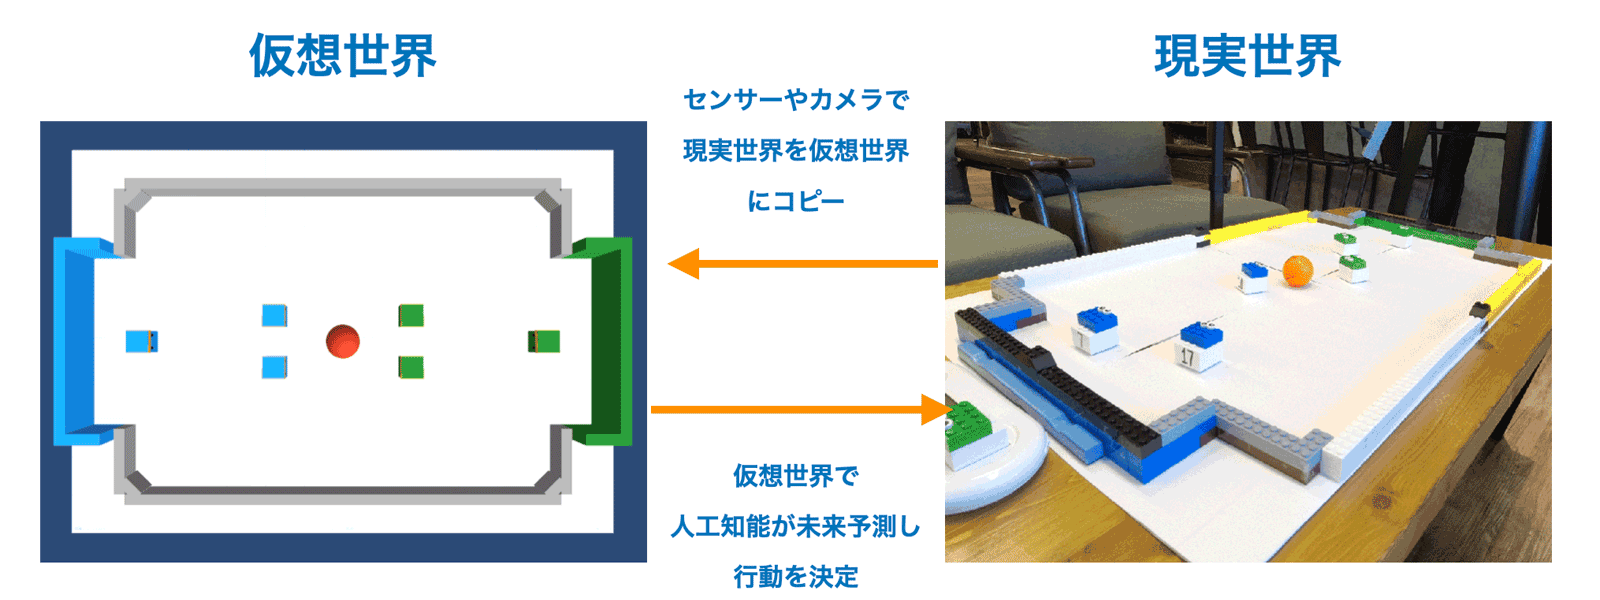 仮想世界
現実世界
センサーやカメラで
現実世界を仮想世界
にコピー
仮想世界で
人工知能が未来予測し
行動を決定
1
17